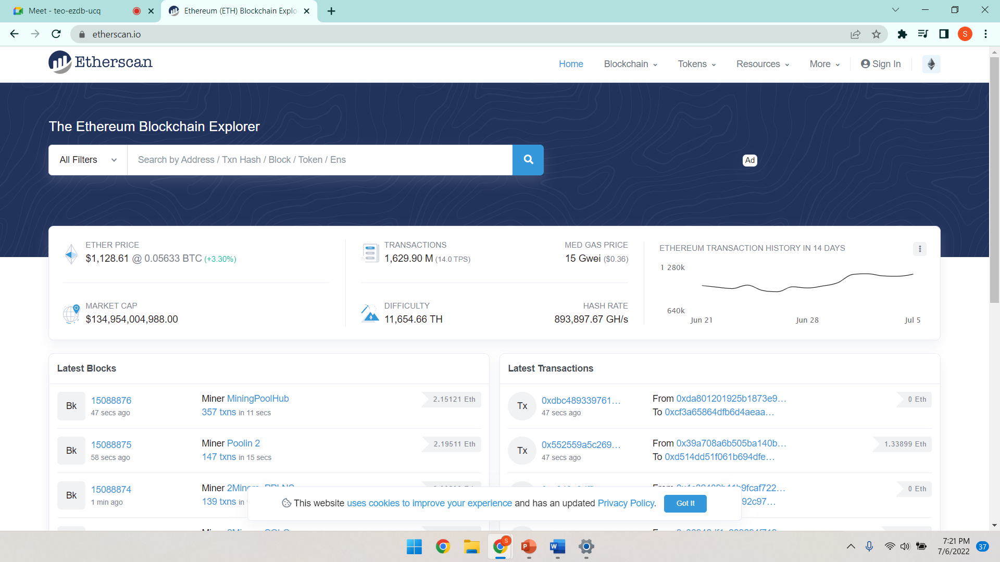 Meet - teo-ezdb-ucq
Ethereum (ETH) Blockchain Explo
etherscan.io
S
Etherscan
Home
Blockchain
Tokens
Resources
More
Sign In
The Ethereum Blockchain Explorer
All Filters
Search by Address / Txn Hash / Block / Token / Ens
Ad
ETHER PRICE
$1,128.61 @ 0.05633 BTC (+3.30%)
MARKET CAP
$134,954,004,988.00
TRANSACTIONS
1,629.90 M (14.0 TPS)
MED GAS PRICE
15 Gwei ($0.36)
DIFFICULTY
11,654.66 TH
HASH RATE
893,897.67 GH/s
ETHEREUM TRANSACTION HISTORY IN 14 DAYS
1 280k
640k
Jun 21
Jun 28
Jul 5
Latest Blocks
Bk
15088876
47 secs ago
Miner MiningPoolHub
357 txns in 11 secs
2.15121 Eth
Bk
15088875
58 secs ago
Miner Poolin 2
147 txns in 15 secs
2.19511 Eth
Bk
15088874
1 min ago
Miner
139 txns in
Latest Transactions
Tx
0xdbc489339761...
47 secs ago
From 0xda801201925b1873e9...
To 0xcf3a65864dfb6d4aeaa...
0 Eth
Tx
0x552559a5c269...
47 secs ago
From 0x39a708a6b505ba140b...
To 0xd514dd51f061b694dfe...
1.33899 Eth
0 Eth
This website uses cookies to improve your experience and has an updated Privacy Policy.
Got It
S
P
W
7:21 PM
7/6/2022
37